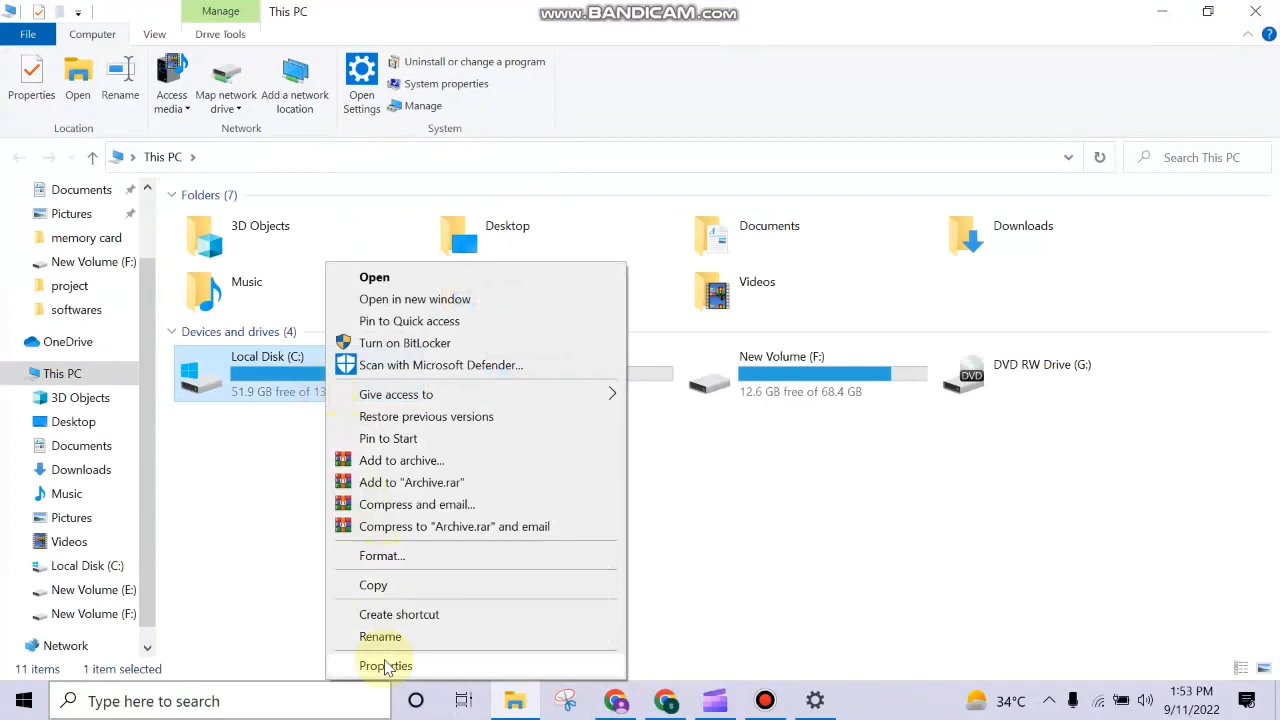 Manage
This PC
www.BANDICAM.com
File
Computer
View
Drive Tools
Properties
Open
Rename
Access media
Map network drive
Add a network location
Open Settings
Uninstall or change a program
System properties
Manage
Location
Network
System
This PC
Search This PC
Documents
Pictures
memory card
New Volume (F:)
project
softwares
OneDrive
This PC
3D Objects
Desktop
Documents
Downloads
Music
Pictures
Videos
Local Disk (C:)
New Volume (E:)
New Volume (F:)
Network
Folders (7)
3D Objects
Desktop
Documents
Downloads
Music
Videos
Devices and drives (4)
Local Disk (C:)
51.9 GB free of 13
New Volume (F:)
12.6 GB free of 68.4 GB
DVD
DVD RW Drive (G:)
Open
Open in new window
Pin to Quick access
Turn on BitLocker
Scan with Microsoft Defender...
Give access to
Restore previous versions
Pin to Start
Add to archive...
Add to "Archive.rar"
Compress and email...
Compress to "Archive.rar" and email
Format...
Copy
Create shortcut
Rename
Properties
11 items
1 item selected
Type here to search
34°C
1:53 PM
9/11/2022